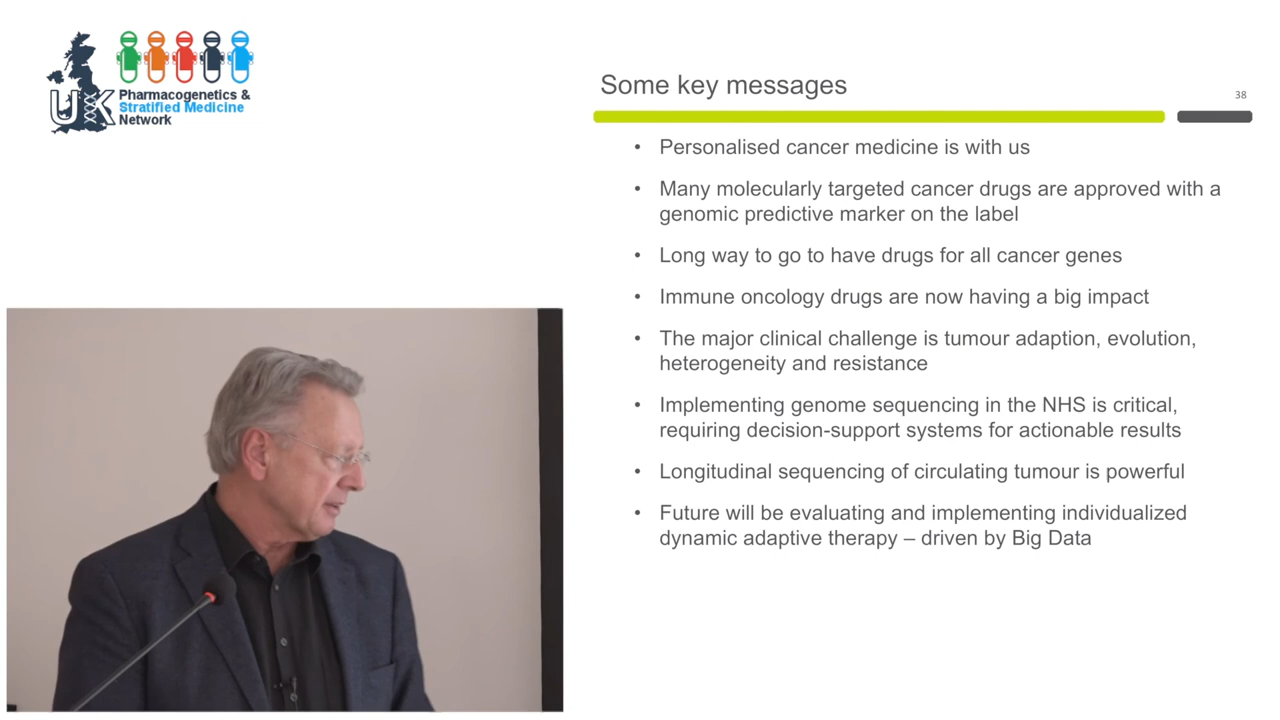 UK
Pharmacogenetics &
Stratified Medicine
Network
Some key messages
38
• Personalised cancer medicine is with us
• Many molecularly targeted cancer drugs are approved with a
genomic predictive marker on the label
• Long way to go to have drugs for all cancer genes
• Immune oncology drugs are now having a big impact
• The major clinical challenge is tumour adaption, evolution,
heterogeneity and resistance
• Implementing genome sequencing in the NHS is critical,
requiring decision-support systems for actionable results
• Longitudinal sequencing of circulating tumour is powerful
• Future will be evaluating and implementing individualized
dynamic adaptive therapy – driven by Big Data